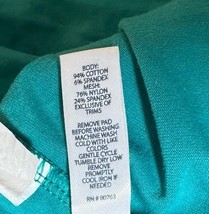 BODY:
94% COTTON
6% SPANDEX
MESH:
76% NYLON
24% SPANDEX
EXCLUSIVE OF
TRIMS
REMOVE PAD
BEFORE WASHING
MACHINE WASH
COLD WITH LIKE
COLORS
GENTLE CYCLE
TUMBLE DRY LOW
REMOVE
PROMPTLY
COOL IRON IF
NEEDED
RN # 90763